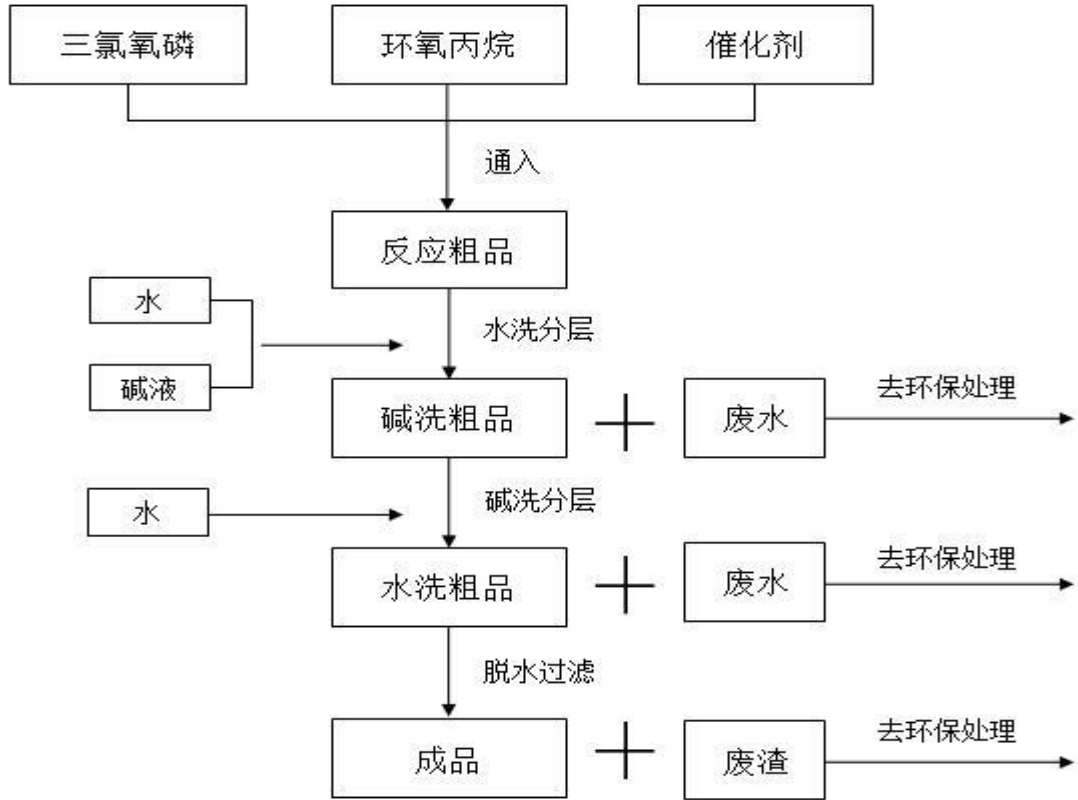 三氯氧磷
环氧丙烷
催化剂
通入
反应粗品
水
碱液
水洗分层
碱洗粗品
废水
去环保处理
水
碱洗分层
水洗粗品
废水
去环保处理
脱水过滤
成品
废渣
去环保处理